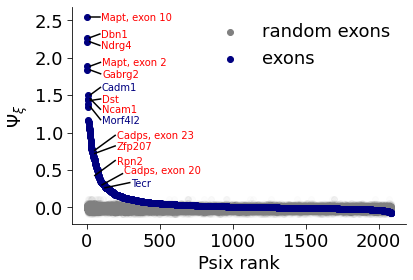 Ψξ
2.5
2.0
1.5
1.0
0.5
0.0
Mapt, exon 10
Dbn1
Ndrg4
Mapt, exon 2
Gabrg2
Cadm1
Dst
Ncam1
Morf4l2
Cadps, exon 23
Zfp207
Rpn2
Cadps, exon 20
Tecr
random exons
exons
0
500
1000
1500
2000
Psix rank